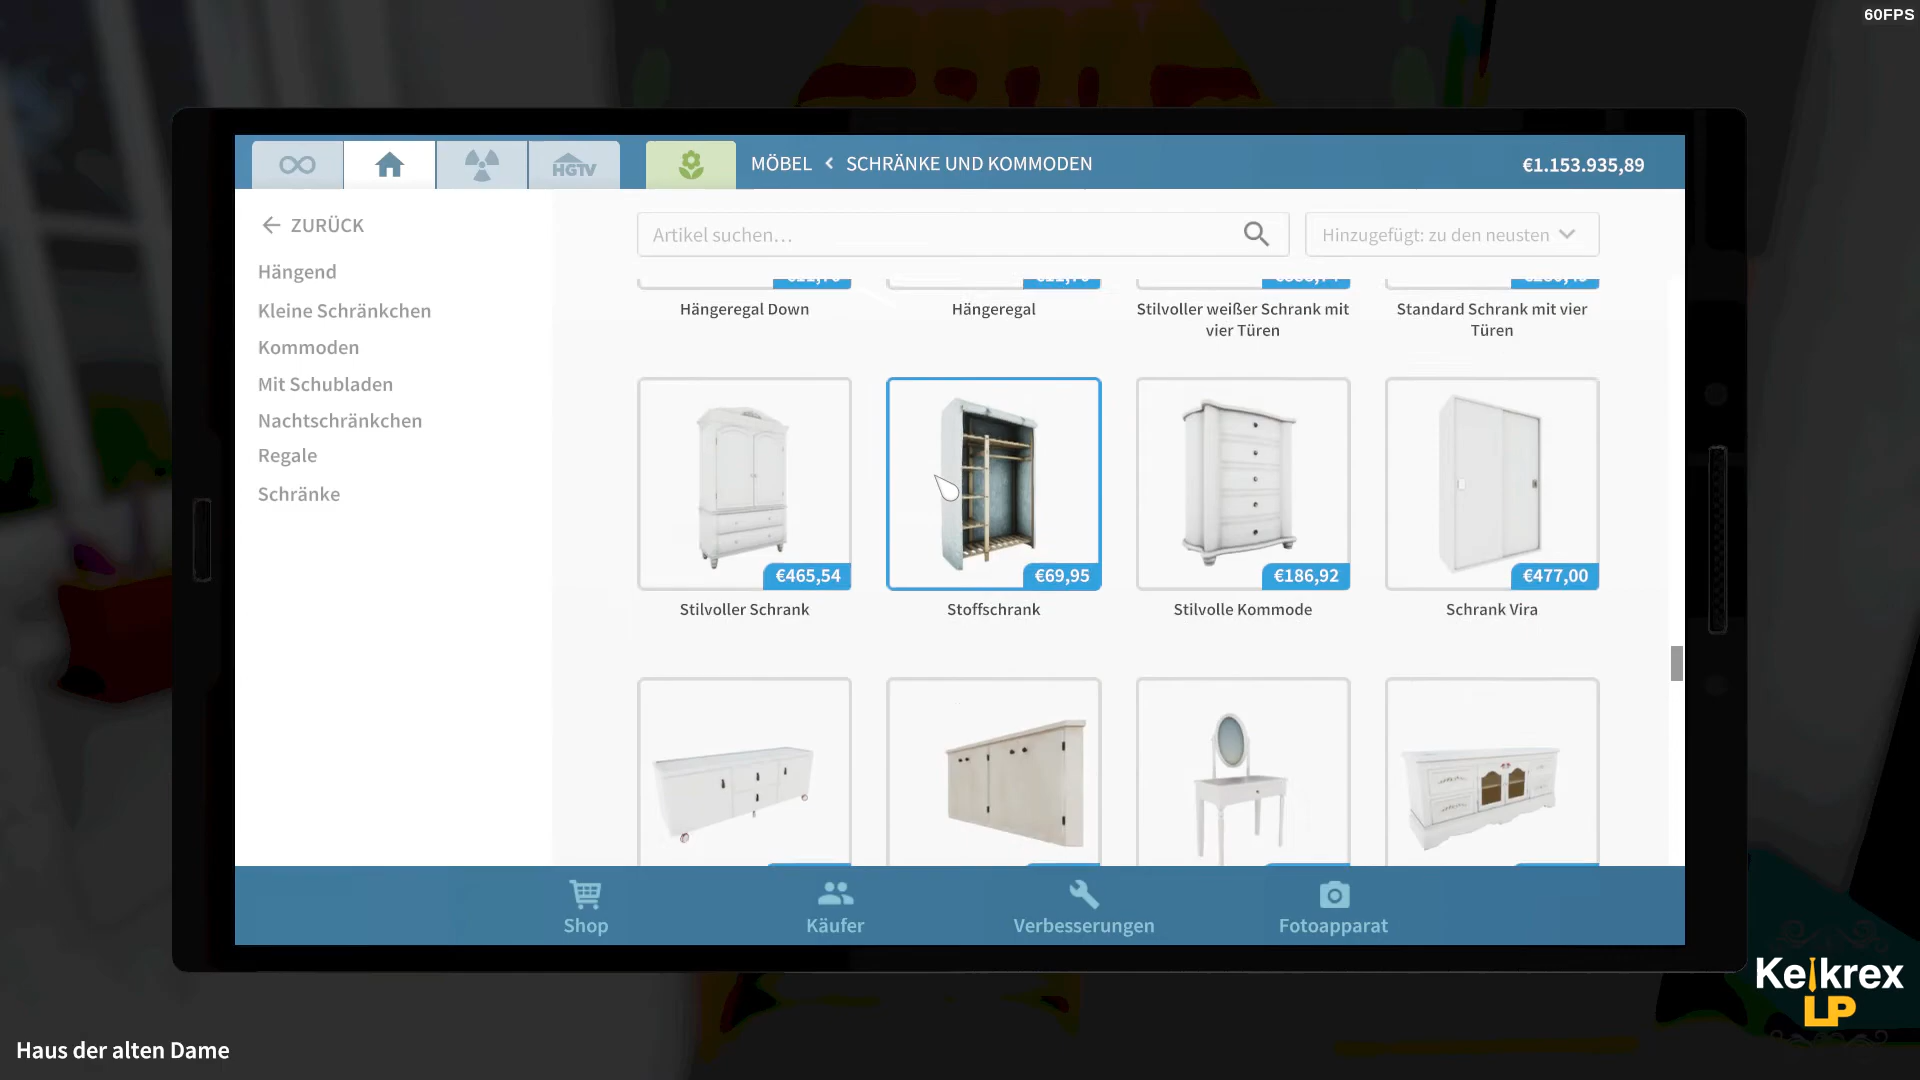 60FPS
HGTV
MÖBEL < SCHRÄNKE UND KOMMODEN
€1.153.935,89
ZURÜCK
Artikel suchen...
Hinzugefügt: zu den neusten
Hängend
Kleine Schränkchen
Kommoden
Mit Schubladen
Nachtschränkchen
Regale
Schränke
Hängeregal Down
Hängeregal
Stilvoller weißer Schrank mit
vier Türen
Standard Schrank mit vier
Türen
€465,54
€69,95
€186,92
€477,00
Stilvoller Schrank
Stoffschrank
Stilvolle Kommode
Schrank Vira
Shop
Käufer
Verbesserungen
Fotoapparat
Keikrex
LP
Haus der alten Dame